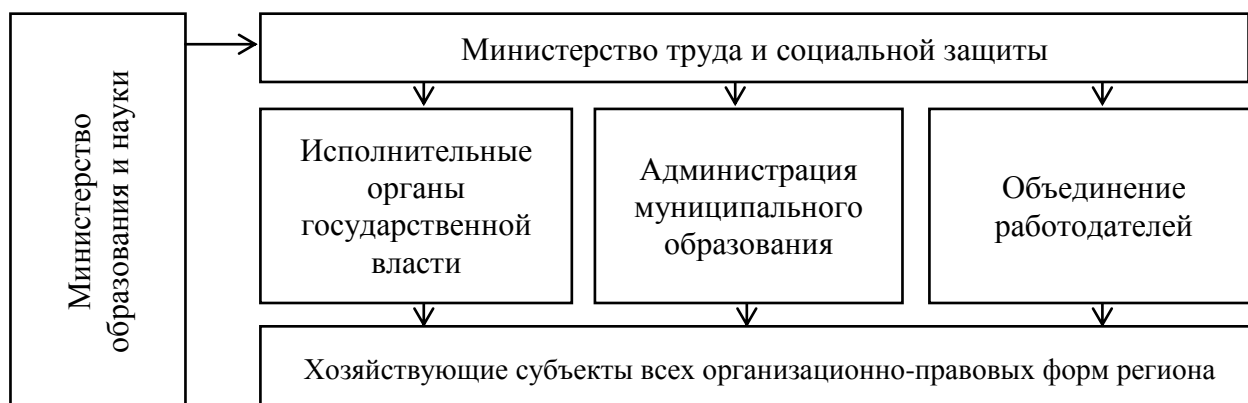 Министерство
образования и науки
Министерство труда и социальной защиты
Исполнительные
органы
государственной
власти
Администрация
муниципального
образования
Объединение
работодателей
Хозяйствующие субъекты всех организационно-правовых форм региона